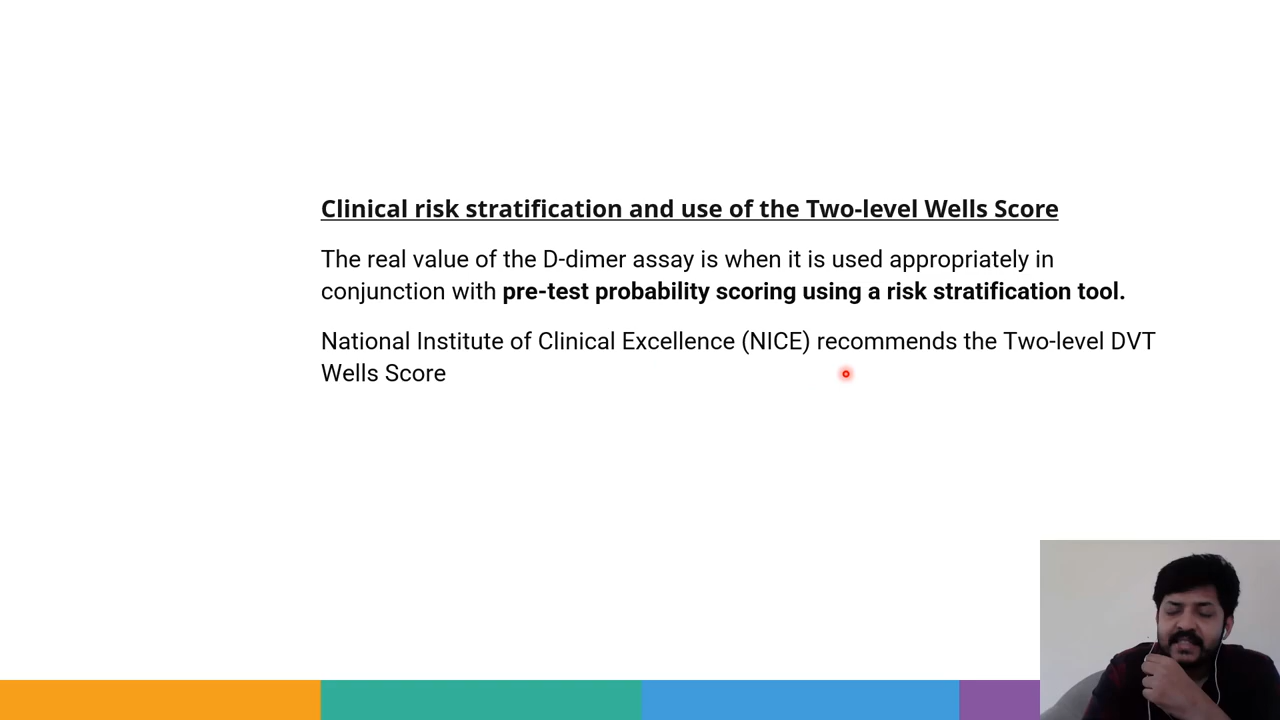 Clinical risk stratification and use of the Two-level Wells Score
The real value of the D-dimer assay is when it is used appropriately in
conjunction with pre-test probability scoring using a risk stratification tool.
National Institute of Clinical Excellence (NICE) recommends the Two-level DVT
Wells Score